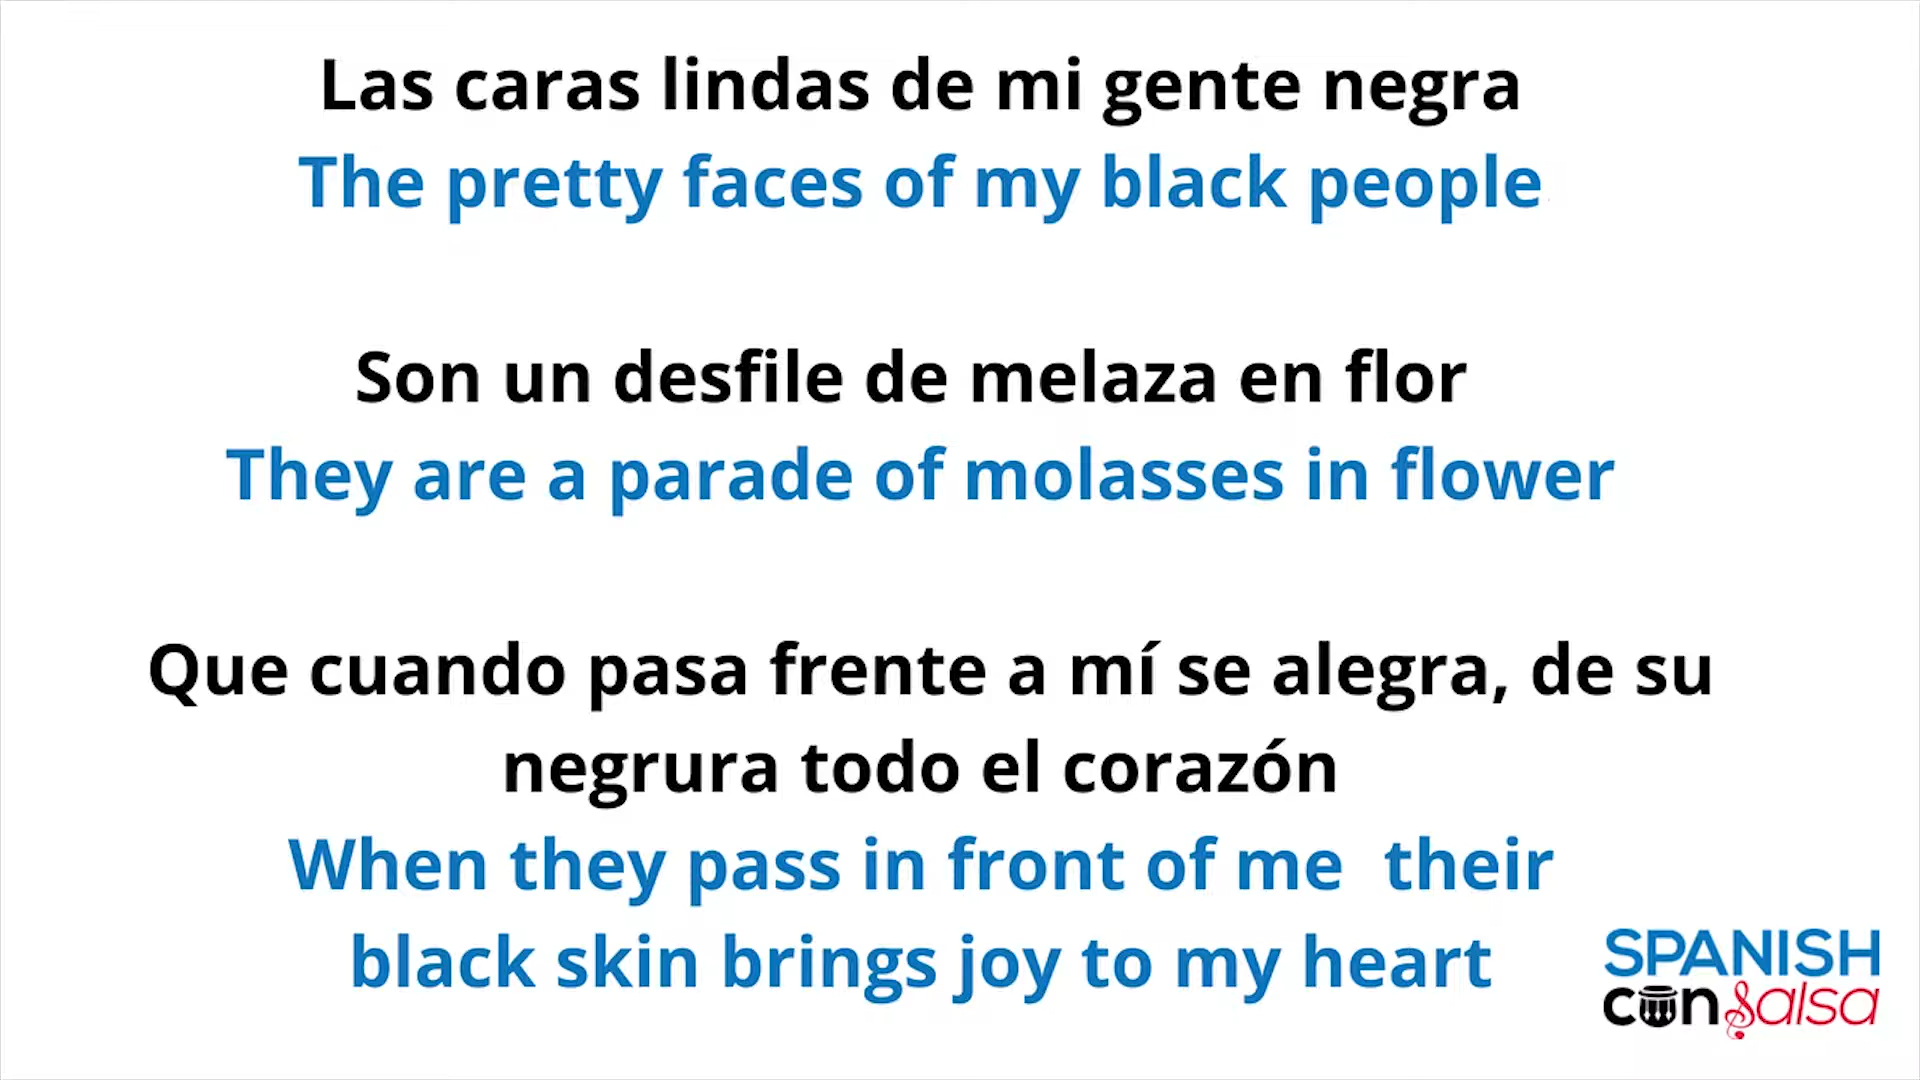 Las caras lindas de mi gente negra
The pretty faces of my black people
Son un desfile de melaza en flor
They are a parade of molasses in flower
Que cuando pasa frente a mí se alegra, de su
negrura todo el corazón
When they pass in front of me their
black skin brings joy to my heart
SPANISH
con salsa